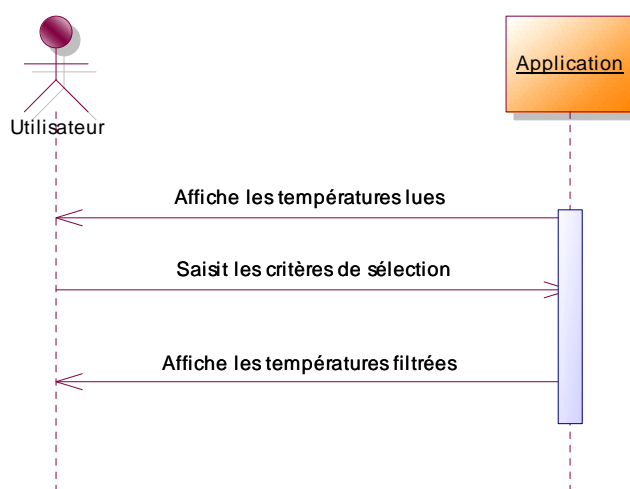 Application
Utilisateur
Affiche les températures lues
Saisit les critères de sélection
Affiche les températures filtrées